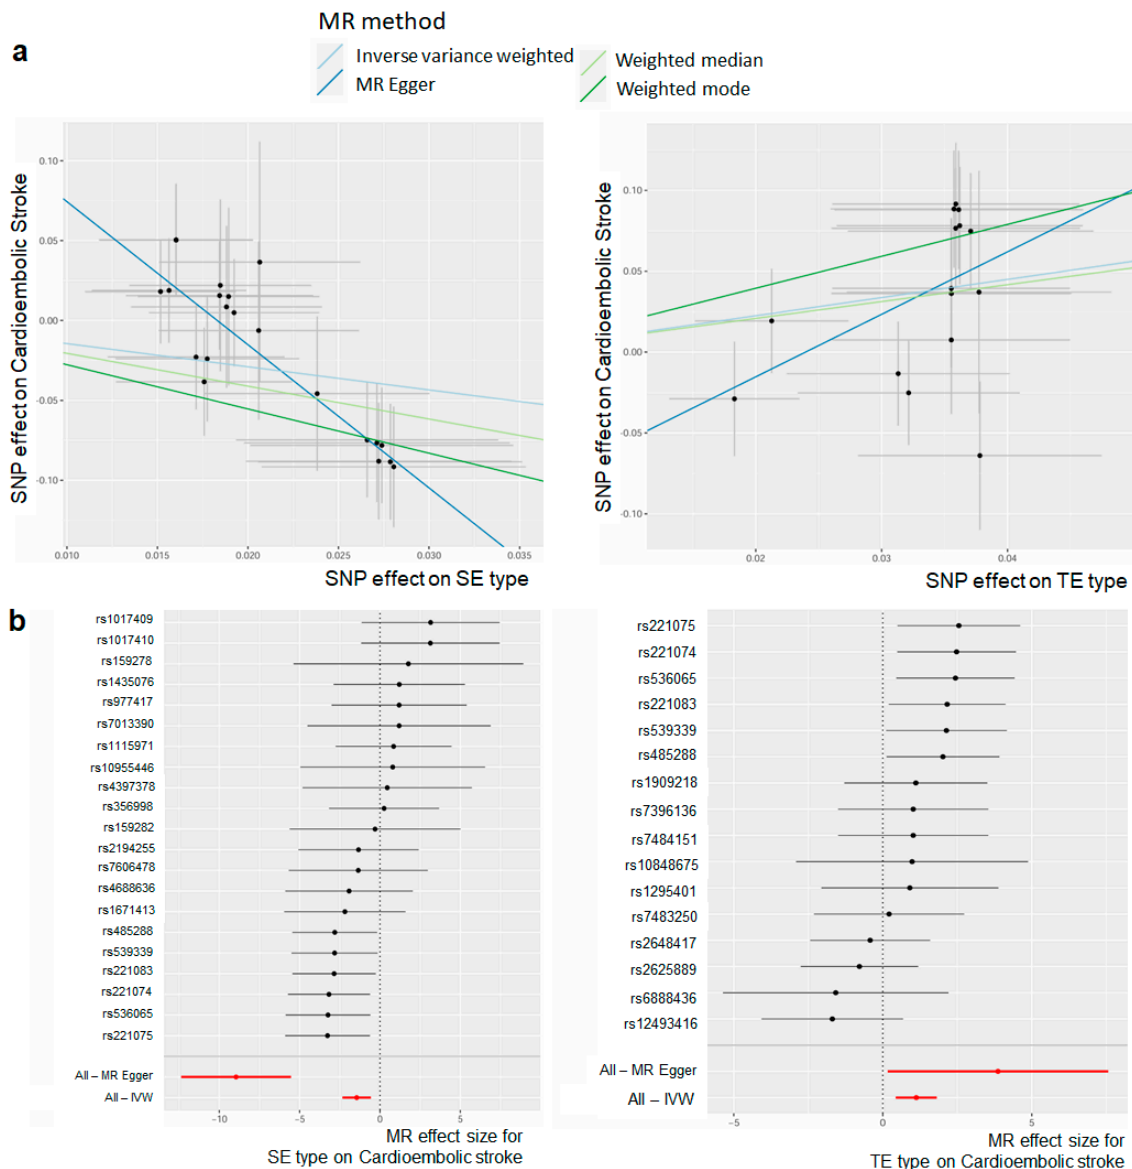 MR method
a
Inverse variance weighted
MR Egger
Weighted median
Weighted mode
SNP effect on Cardioembolic Stroke
0.10
0.05
0.00
-0.05
-0.10
0.010
0.015
0.020
0.025
0.030
0.035
SNP effect on SE type
SNP effect on Cardioembolic Stroke
0.10
0.05
0.00
-0.05
-0.10
0.02
0.03
0.04
SNP effect on TE type
b
rs1017409
rs1017410
rs159278
rs1435076
rs977417
rs7013390
rs1115971
rs10955446
rs4397378
rs356998
rs159282
rs2194255
rs7606478
rs4688636
rs1671413
rs485288
rs539339
rs221083
rs221074
rs536065
rs221075
All – MR Egger
All – IVW
-10
-5
0
5
MR effect size for
SE type on Cardioembolic stroke
rs221075
rs221074
rs536065
rs221083
rs539339
rs485288
rs1909218
rs7396136
rs7484151
rs10848675
rs1295401
rs7483250
rs2648417
rs2625889
rs6888436
rs12493416
All – MR Egger
All – IVW
-5
0
5
MR effect size for
TE type on Cardioembolic stroke